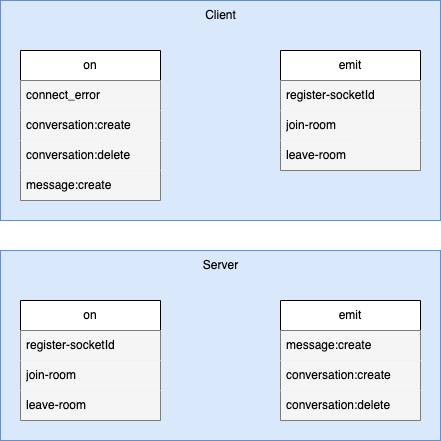 Client
on
connect_error
conversation:create
conversation:delete
message:create
emit
register-socketId
join-room
leave-room
Server
on
register-socketId
join-room
leave-room
emit
message:create
conversation:create
conversation:delete